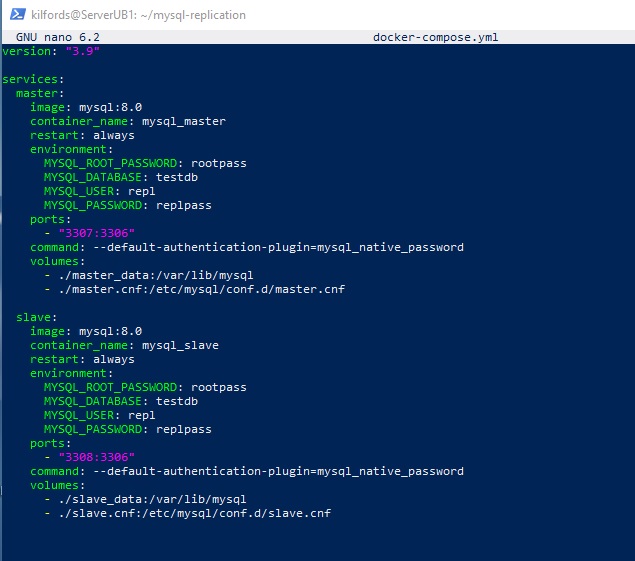 kilfords@ServerUB1: ~/mysql-replication
GNU nano 6.2 docker-compose.yml
version: "3.9"

services:
  master:
    image: mysql:8.0
    container_name: mysql_master
    restart: always
    environment:
      MYSQL_ROOT_PASSWORD: rootpass
      MYSQL_DATABASE: testdb
      MYSQL_USER: repl
      MYSQL_PASSWORD: replpass
    ports:
      - "3307:3306"
    command: --default-authentication-plugin=mysql_native_password
    volumes:
      - ./master_data:/var/lib/mysql
      - ./master.cnf:/etc/mysql/conf.d/master.cnf

  slave:
    image: mysql:8.0
    container_name: mysql_slave
    restart: always
    environment:
      MYSQL_ROOT_PASSWORD: rootpass
      MYSQL_DATABASE: testdb
      MYSQL_USER: repl
      MYSQL_PASSWORD: replpass
    ports:
      - "3308:3306"
    command: --default-authentication-plugin=mysql_native_password
    volumes:
      - ./slave_data:/var/lib/mysql
      - ./slave.cnf:/etc/mysql/conf.d/slave.cnf